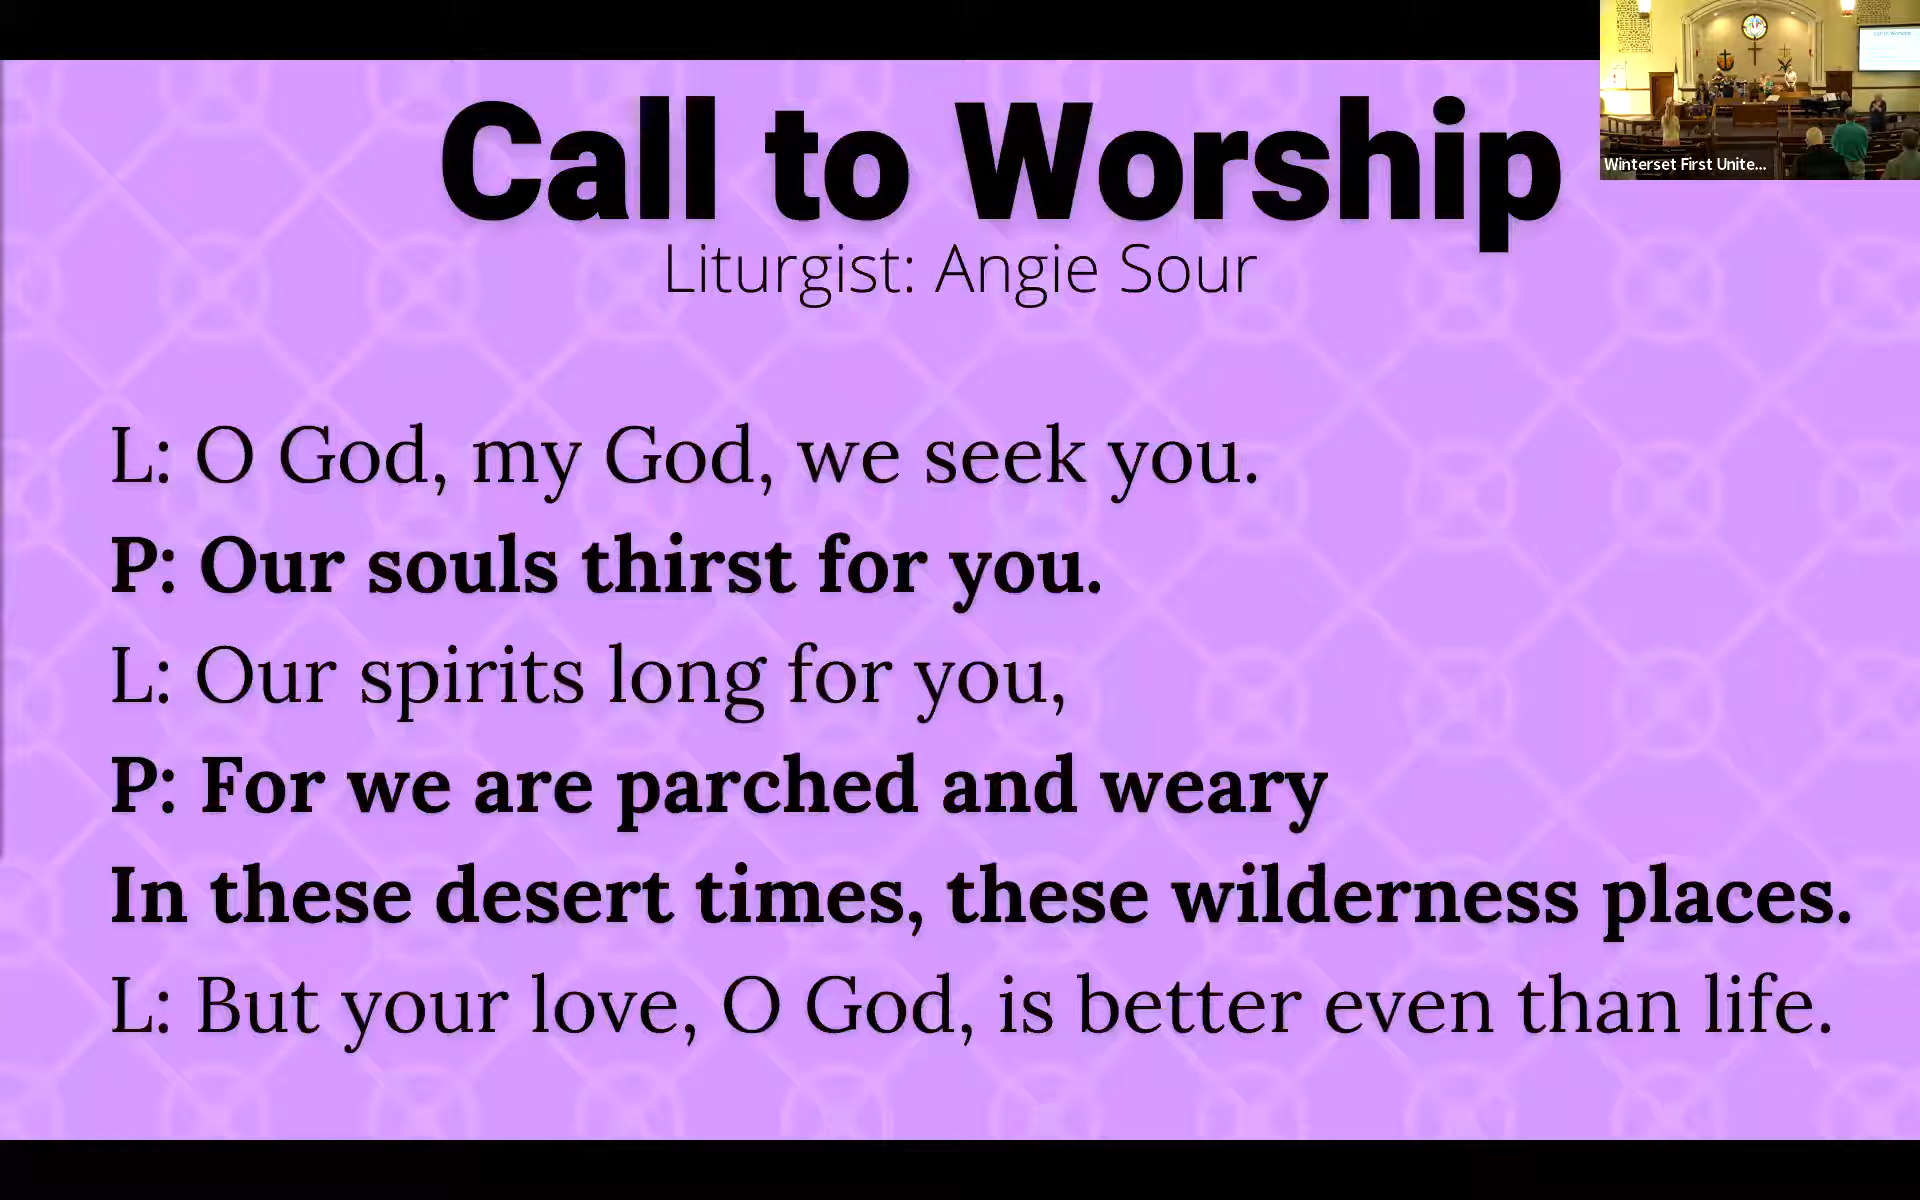 Call to Worship
Liturgist: Angie Sour
Winterset First Unite...
L: O God, my God, we seek you.
P: Our souls thirst for you.
L: Our spirits long for you,
P: For we are parched and weary
In these desert times, these wilderness places.
L: But your love, O God, is better even than life.